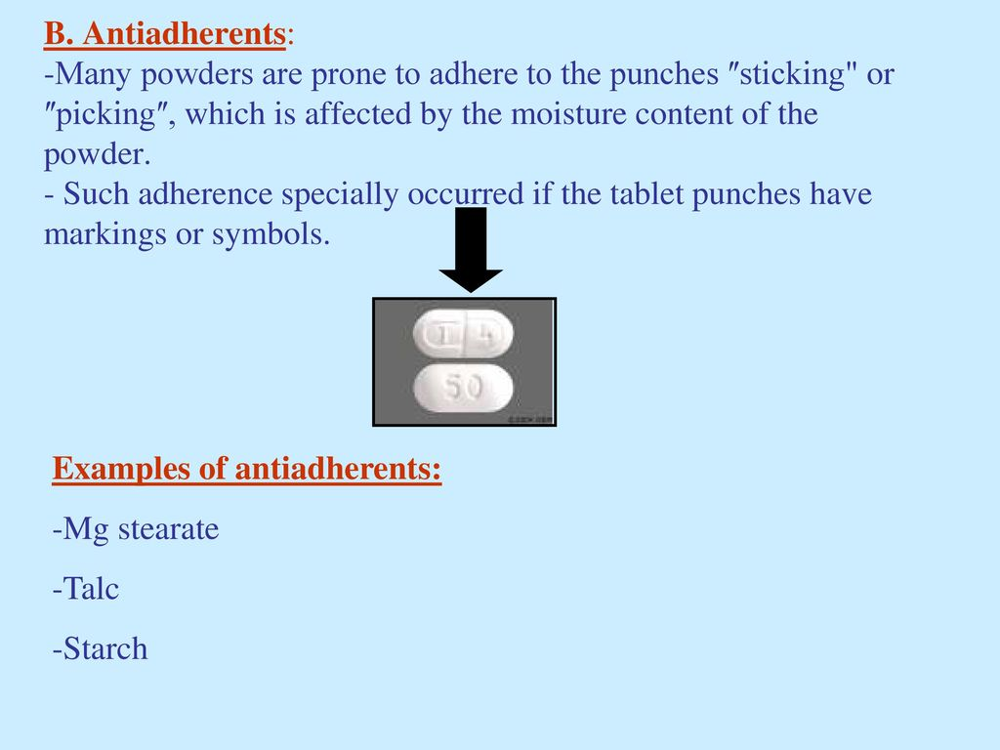 B. Antiadherents:
-Many powders are prone to adhere to the punches ″sticking" or
″picking″, which is affected by the moisture content of the
powder.
- Such adherence specially occurred if the tablet punches have
markings or symbols.
I 4
50
Examples of antiadherents:
-Mg stearate
-Talc
-Starch